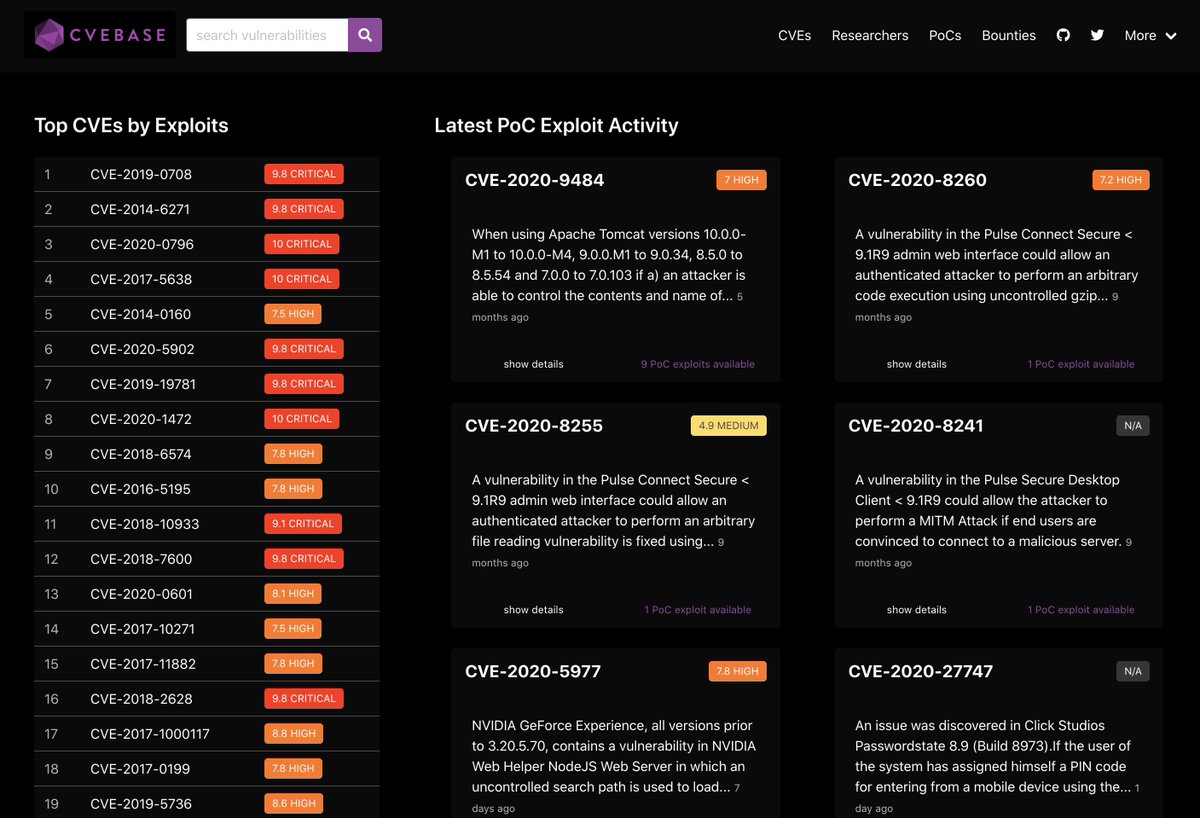 CVEBASE
search vulnerabilities
CVEs
Researchers
PoCs
Bounties
More
Top CVEs by Exploits
1 CVE-2019-0708 9.8 CRITICAL
2 CVE-2014-6271 9.8 CRITICAL
3 CVE-2020-0796 10 CRITICAL
4 CVE-2017-5638 10 CRITICAL
5 CVE-2014-0160 7.5 HIGH
6 CVE-2020-5902 9.8 CRITICAL
7 CVE-2019-19781 9.8 CRITICAL
8 CVE-2020-1472 10 CRITICAL
9 CVE-2018-6574 7.8 HIGH
10 CVE-2016-5195 7.8 HIGH
11 CVE-2018-10933 9.1 CRITICAL
12 CVE-2018-7600 9.8 CRITICAL
13 CVE-2020-0601 8.1 HIGH
14 CVE-2017-10271 7.5 HIGH
15 CVE-2017-11882 7.8 HIGH
16 CVE-2018-2628 9.8 CRITICAL
17 CVE-2017-1000117 8.8 HIGH
18 CVE-2017-0199 7.8 HIGH
19 CVE-2019-5736 8.6 HIGH
Latest PoC Exploit Activity
CVE-2020-9484 7 HIGH
When using Apache Tomcat versions 10.0.0-
M1 to 10.0.0-M4, 9.0.0.M1 to 9.0.34, 8.5.0 to
8.5.54 and 7.0.0 to 7.0.103 if a) an attacker is
able to control the contents and name of... 5
months ago
show details 9 PoC exploits available
CVE-2020-8260 7.2 HIGH
A vulnerability in the Pulse Connect Secure <
9.1R9 admin web interface could allow an
authenticated attacker to perform an arbitrary
code execution using uncontrolled gzip... 9
months ago
show details 1 PoC exploit available
CVE-2020-8255 4.9 MEDIUM
A vulnerability in the Pulse Connect Secure <
9.1R9 admin web interface could allow an
authenticated attacker to perform an arbitrary
file reading vulnerability is fixed using... 9
months ago
show details 1 PoC exploit available
CVE-2020-8241 N/A
A vulnerability in the Pulse Secure Desktop
Client < 9.1R9 could allow the attacker to
perform a MITM Attack if end users are
convinced to connect to a malicious server. 9
months ago
show details 1 PoC exploit available
CVE-2020-5977 7.8 HIGH
NVIDIA GeForce Experience, all versions prior
to 3.20.5.70, contains a vulnerability in NVIDIA
Web Helper NodeJS Web Server in which an
uncontrolled search path is used to load... 7
days ago
CVE-2020-27747 N/A
An issue was discovered in Click Studios
Passwordstate 8.9 (Build 8973).If the user of
the system has assigned himself a PIN code
for entering from a mobile device using the... 1
day ago